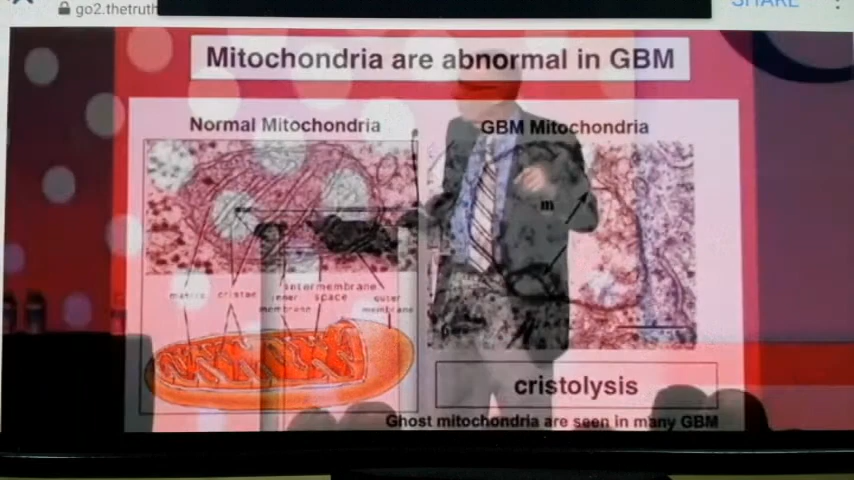 go2.thetruth
SHARE
Mitochondria are abnormal in GBM
Normal Mitochondria
GBM Mitochondria
m
matrix cristae inner membrane intermembrane space outer membrane
cristolysis
Ghost mitochondria are seen in many GBM